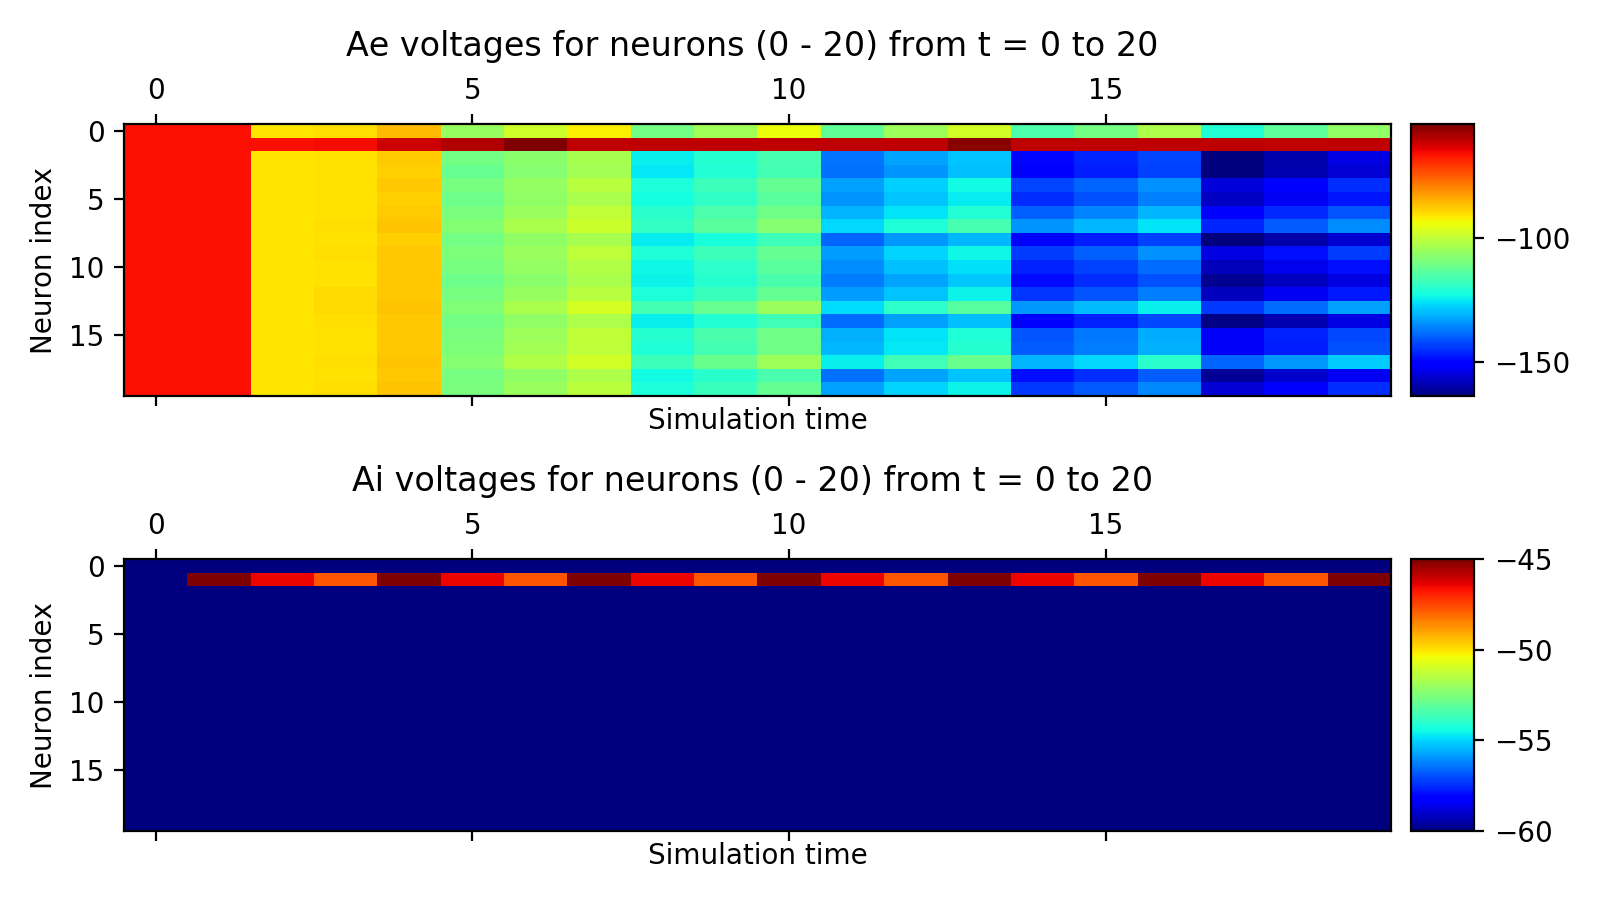 Ae voltages for neurons (0 - 20) from t = 0 to 20
0 5 10 15
0
5
10
15
Neuron index
Simulation time
−100
−150
Ai voltages for neurons (0 - 20) from t = 0 to 20
0 5 10 15
0
5
10
15
Neuron index
Simulation time
−45
−50
−55
−60